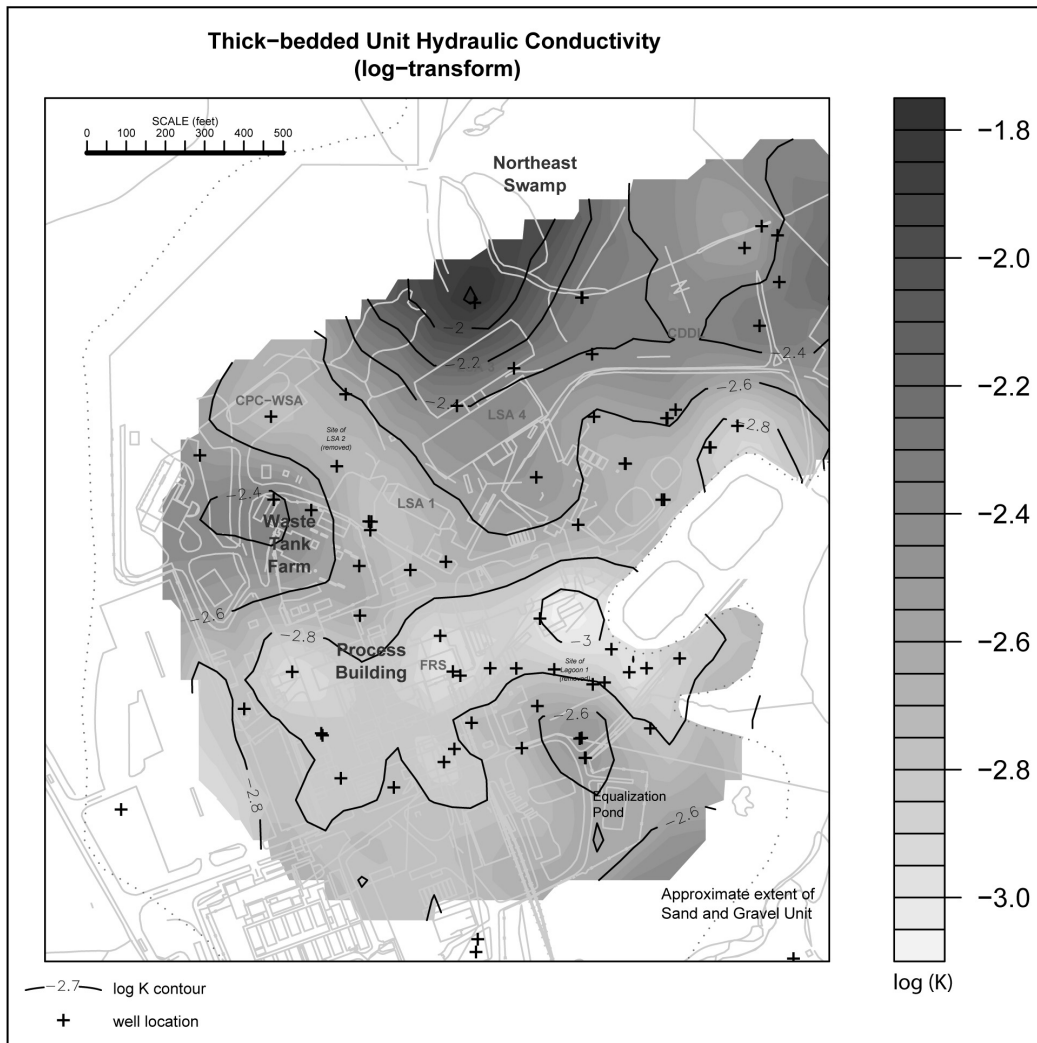 Thick−bedded Unit Hydraulic Conductivity
(log−transform)
SCALE (feet)
0 100 200 300 400 500
Northeast
Swamp
−1.8
−2.0
−2.2
−2.4
−2.6
−2.8
−3.0
log (K)
−2
−2.2
N
CDDL
−2.4
−2.6
−2.8
CPC−WSA
LSA 4
Site of
LSA 2
(removed)
LSA 1
−2.4
Waste
Tank
Farm
−2.6
−2.8
Process
Building
FRS
−3
Site of
Lagoon 1
(removed)
−2.6
−2.8
Equalization
Pond
−2.6
Approximate extent of
Sand and Gravel Unit
−2.7 log K contour
well location